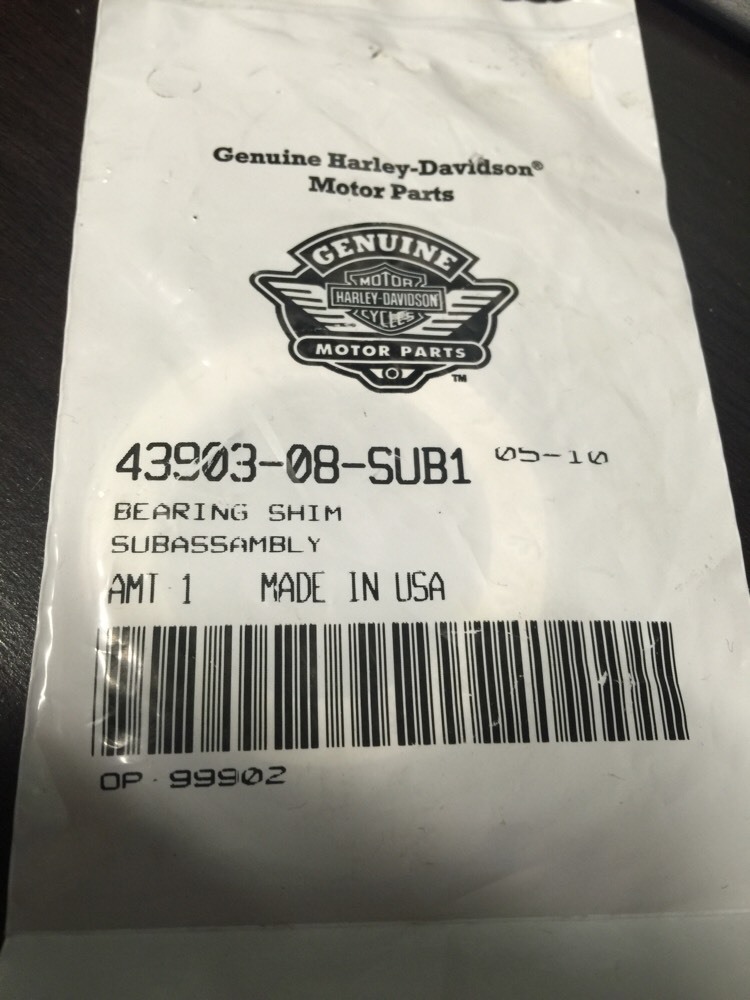 Genuine Harley-Davidson®
Motor Parts
GENUINE
MOTOR
HARLEY-DAVIDSON
CYCLES
MOTOR PARTS
TM
43903-08-SUB1 05-10
BEARING SHIM
SUBASSAMBLY
AMT 1 MADE IN USA
OP - 99902